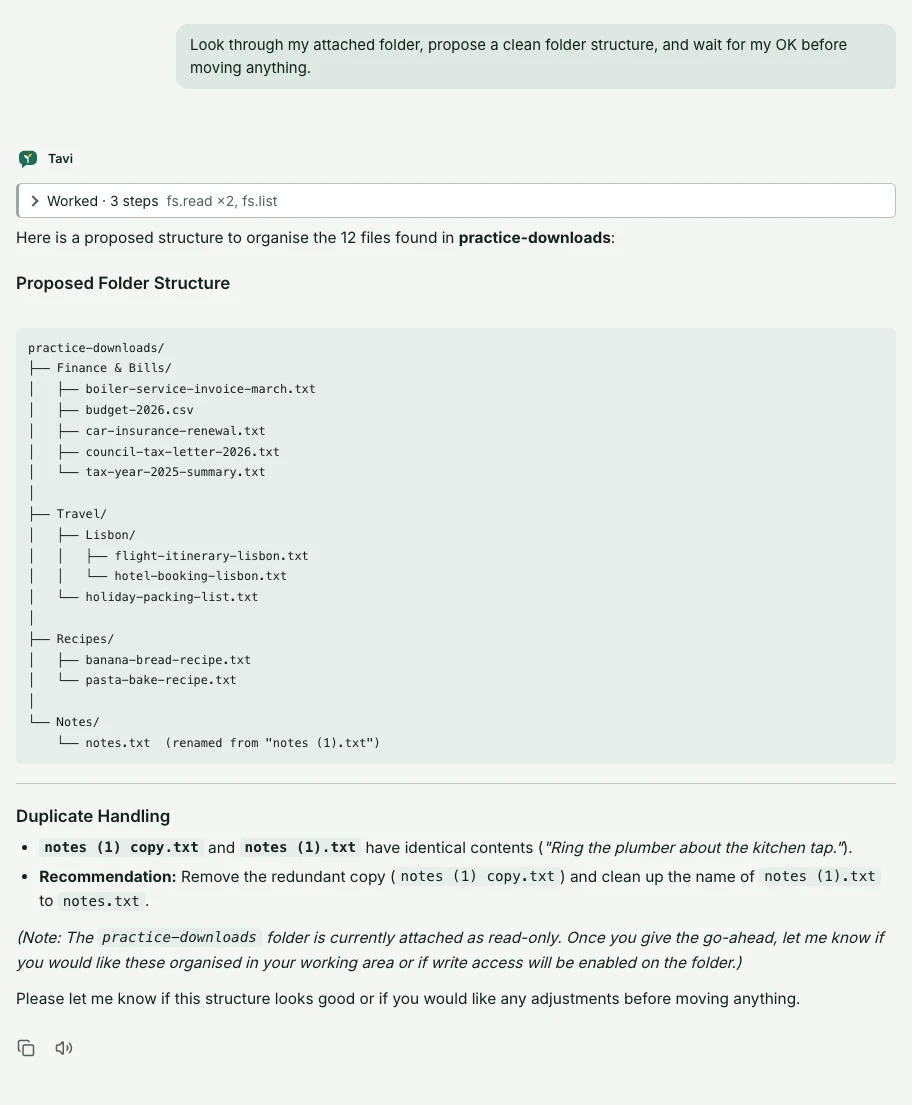 Look through my attached folder, propose a clean folder structure, and wait for my OK before
moving anything.
Tavi
Worked · 3 steps fs.read ×2, fs.list
Here is a proposed structure to organise the 12 files found in practice-downloads:
Proposed Folder Structure
practice-downloads/
├── Finance & Bills/
│   ├── boiler-service-invoice-march.txt
│   ├── budget-2026.csv
│   ├── car-insurance-renewal.txt
│   ├── council-tax-letter-2026.txt
│   └── tax-year-2025-summary.txt
│
├── Travel/
│   ├── Lisbon/
│   │   ├── flight-itinerary-lisbon.txt
│   │   └── hotel-booking-lisbon.txt
│   └── holiday-packing-list.txt
│
├── Recipes/
│   ├── banana-bread-recipe.txt
│   └── pasta-bake-recipe.txt
│
└── Notes/
    └── notes.txt  (renamed from "notes (1).txt")
Duplicate Handling
• notes (1) copy.txt and notes (1).txt have identical contents ("Ring the plumber about the kitchen tap.").
• Recommendation: Remove the redundant copy ( notes (1) copy.txt ) and clean up the name of notes (1).txt
to notes.txt .
(Note: The practice-downloads folder is currently attached as read-only. Once you give the go-ahead, let me know if
you would like these organised in your working area or if write access will be enabled on the folder.)
Please let me know if this structure looks good or if you would like any adjustments before moving anything.